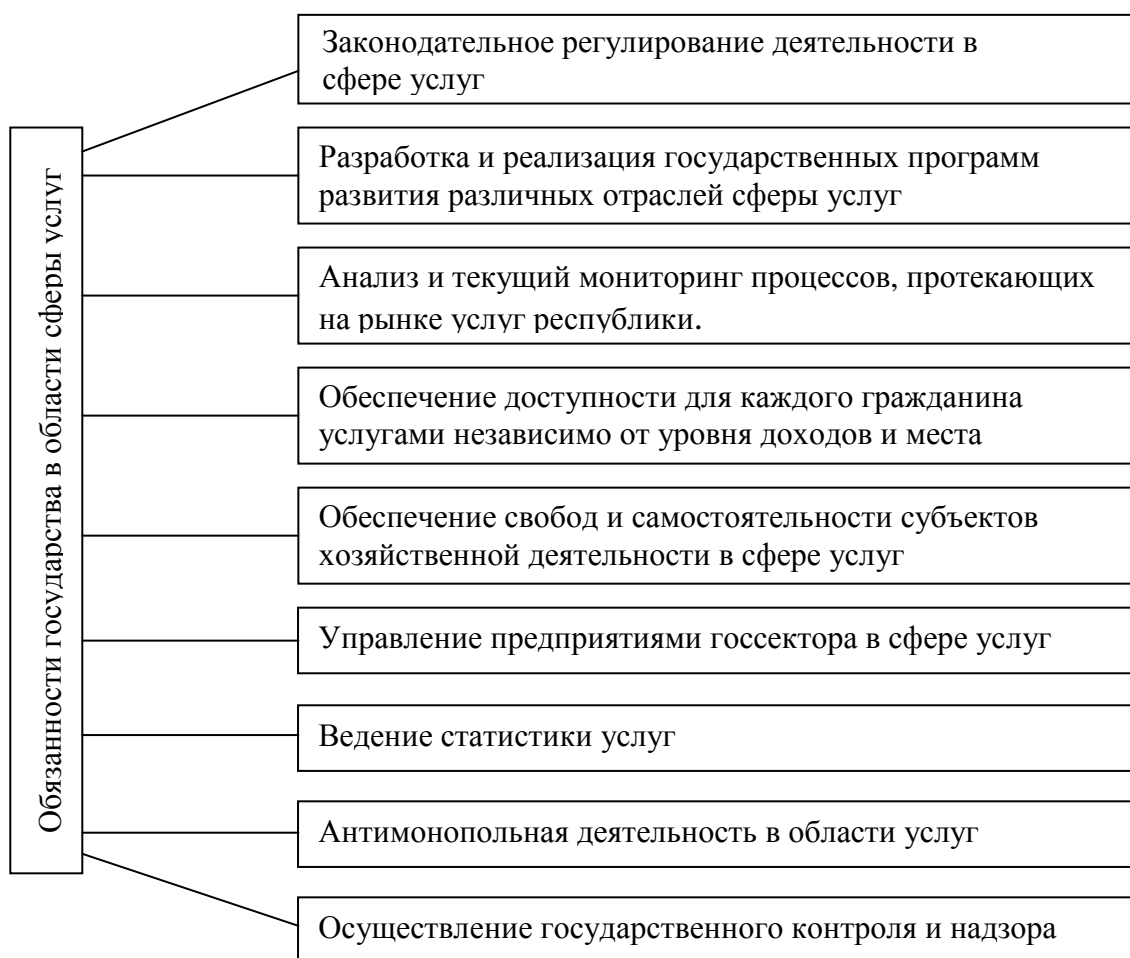 Обязанности государства в области сферы услуг
Законодательное регулирование деятельности в
сфере услуг
Разработка и реализация государственных программ
развития различных отраслей сферы услуг
Анализ и текущий мониторинг процессов, протекающих
на рынке услуг республики.
Обеспечение доступности для каждого гражданина
услугами независимо от уровня доходов и места
Обеспечение свобод и самостоятельности субъектов
хозяйственной деятельности в сфере услуг
Управление предприятиями госсектора в сфере услуг
Ведение статистики услуг
Антимонопольная деятельность в области услуг
Осуществление государственного контроля и надзора